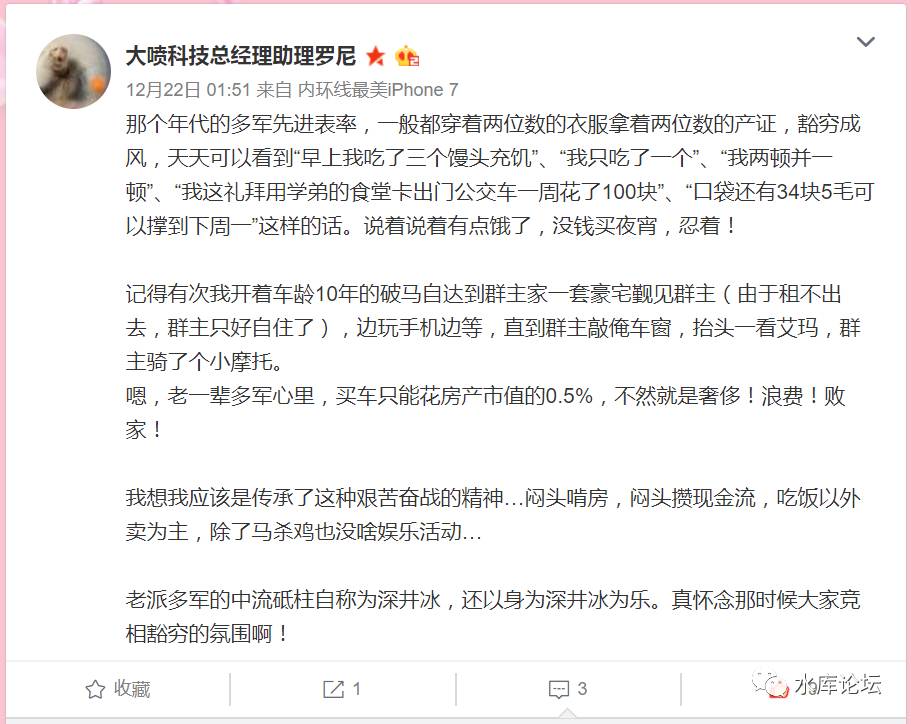 大喷科技总经理助理罗尼
12月22日 01:51 来自 内环线最美iPhone 7
那个年代的多军先进表率，一般都穿着两位数的衣服拿着两位数的产证，豁穷成
风，天天可以看到“早上我吃了三个馒头充饥”、“我只吃了一个”、“我两顿并一
顿”、“我这礼拜用学弟的食堂卡出门公交车一周花了100块”、“口袋还有34块5毛可
以撑到下周一”这样的话。说着说着有点饿了，没钱买夜宵，忍着！
记得有次我开着车龄10年的破马自达到群主家一套豪宅觐见群主（由于租不出
去，群主只好自住了），边玩手机边等，直到群主敲俺车窗，抬头一看艾玛，群
主骑了个小摩托。
嗯，老一辈多军心里，买车只能花房产市值的0.5%，不然就是奢侈！浪费！败
家！
我想我应该是传承了这种艰苦奋战的精神…闷头啃房，闷头攒现金流，吃饭以外
卖为主，除了马杀鸡也没啥娱乐活动…
老派多军的中流砥柱自称为深井冰，还以身为深井冰为乐。真怀念那时候大家竞
相豁穷的氛围啊！
收藏 1 3 水库论坛